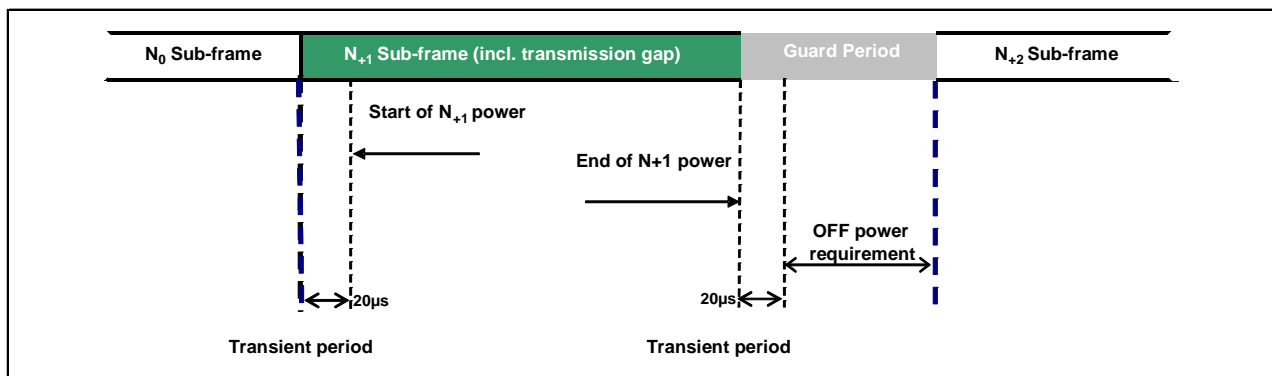 N0 Sub-frame
N+1 Sub-frame (incl. transmission gap)
Guard Period
N+2 Sub-frame
Start of N+1 power
End of N+1 power
OFF power
requirement
20µs
20µs
Transient period
Transient period